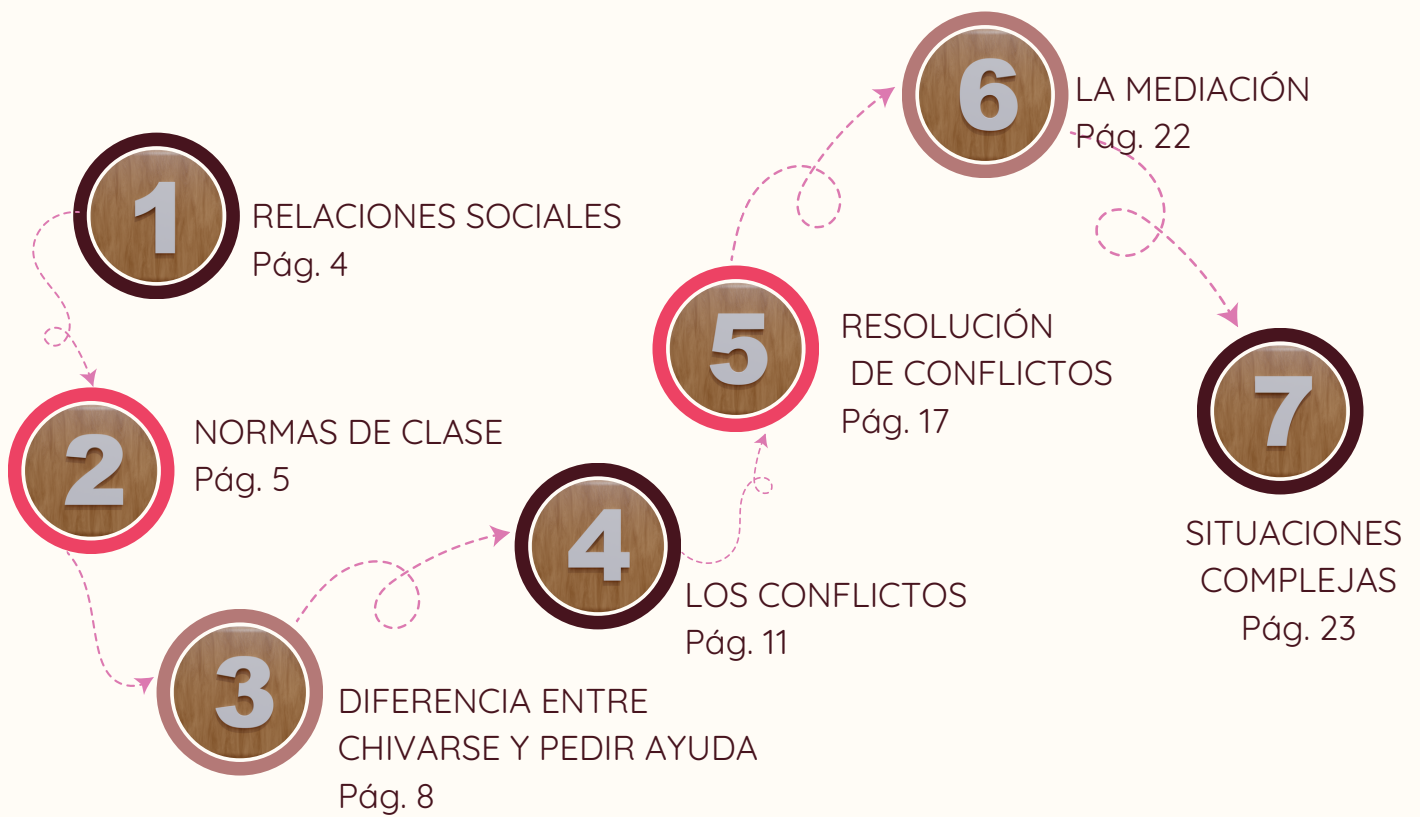 1
RELACIONES SOCIALES
Pág. 4
2
NORMAS DE CLASE
Pág. 5
3
DIFERENCIA ENTRE
CHIVARSE Y PEDIR AYUDA
Pág. 8
4
LOS CONFLICTOS
Pág. 11
5
RESOLUCIÓN
DE CONFLICTOS
Pág. 17
6
LA MEDIACIÓN
Pág. 22
7
SITUACIONES
COMPLEJAS
Pág. 23